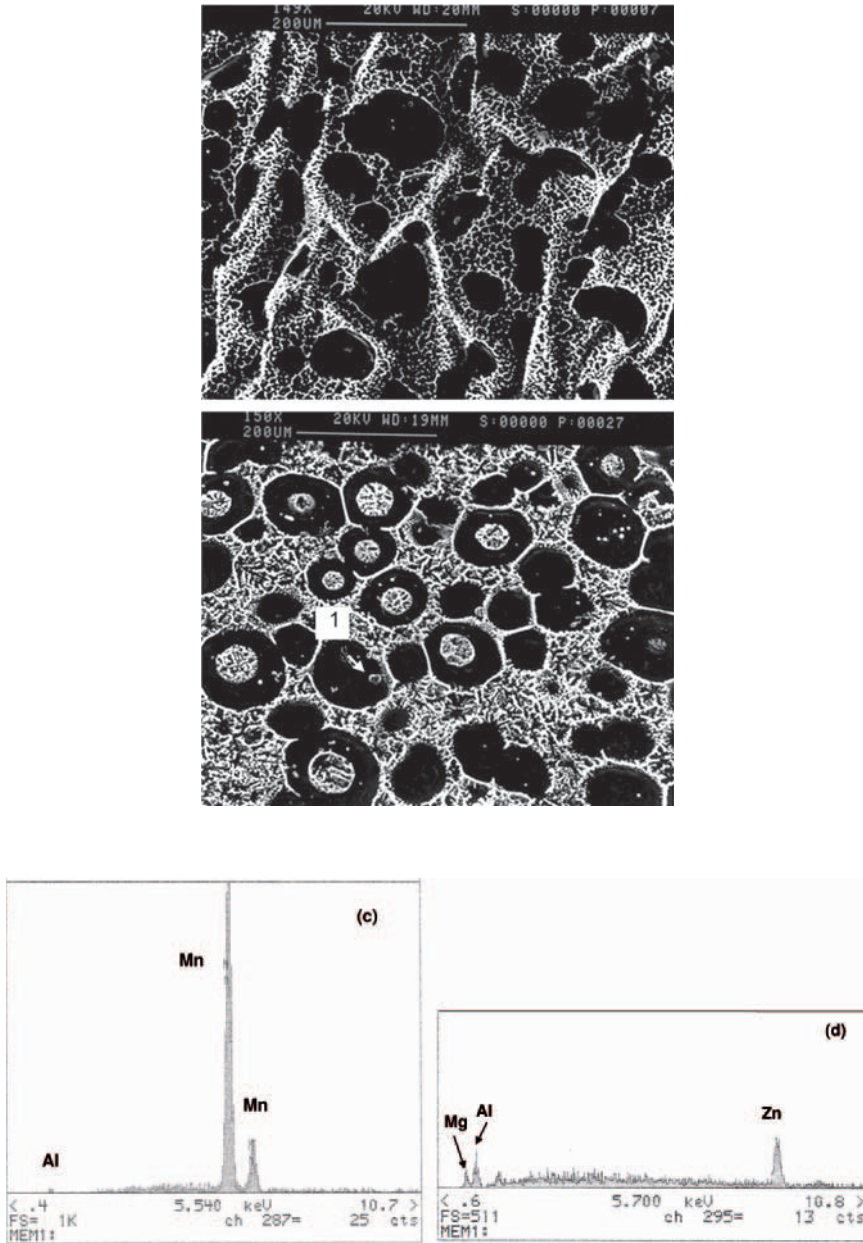 149X 20KV WD:20MM S:00000 P:00007
200UM
150X 20KV WD:19MM S:00000 P:00027
200UM
1
(c)
Mn
Mn
Al
< .4 5.540 keV 10.7 >
FS= 1K ch 287= 25 cts
MEM1:
(d)
Mg
Al
Zn
< .6 5.700 keV 10.8 >
FS=511 ch 295= 13 cts
MEM1: